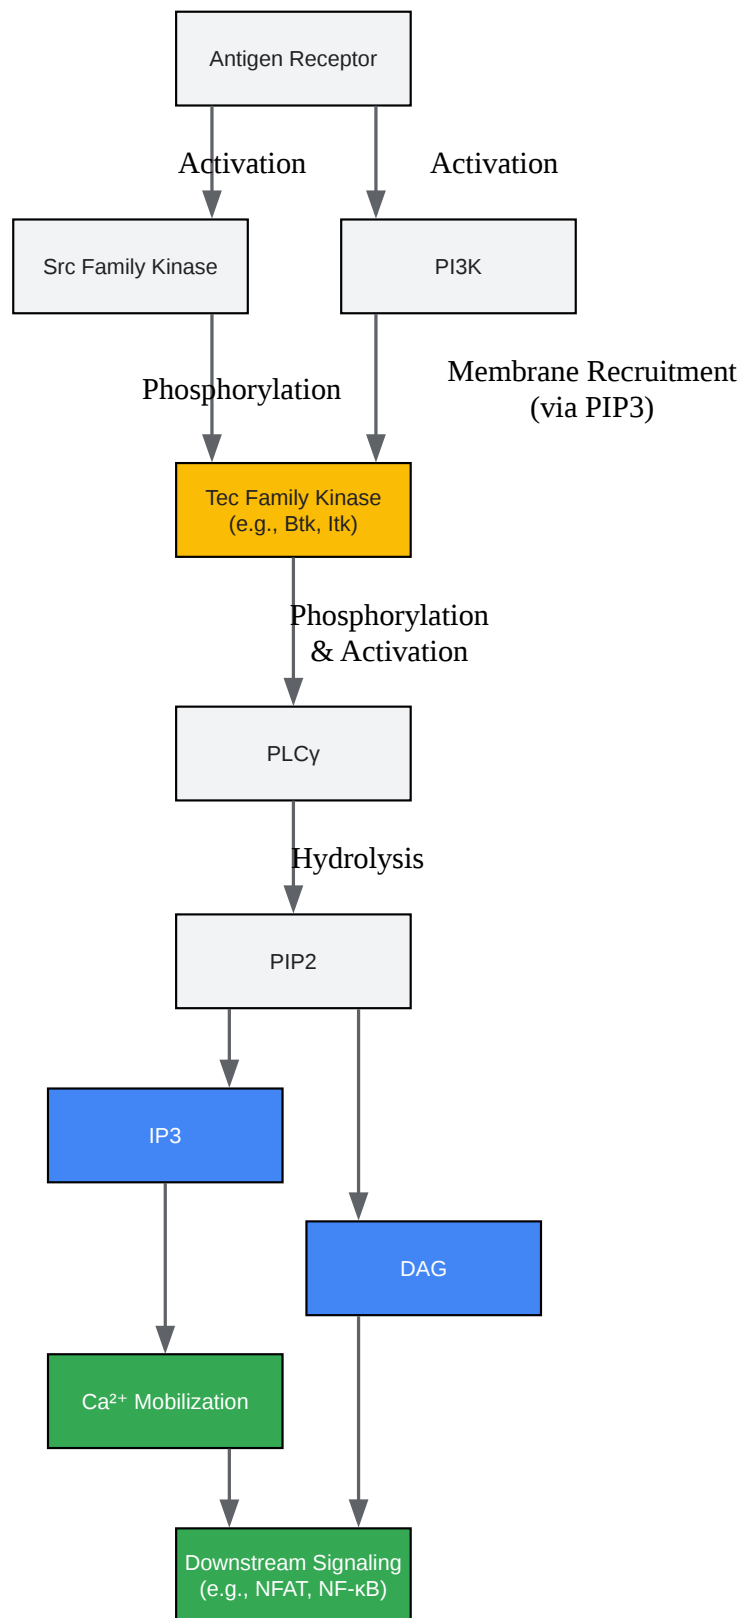 Antigen Receptor
Activation
Activation
Src Family Kinase
PI3K
Phosphorylation
Membrane Recruitment
(via PIP3)
Tec Family Kinase
(e.g., Btk, Itk)
Phosphorylation
& Activation
PLCγ
Hydrolysis
PIP2
IP3
DAG
Ca²⁺ Mobilization
Downstream Signaling
(e.g., NFAT, NF-κB)